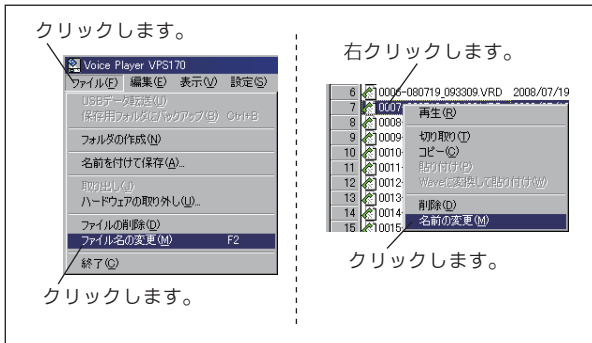 クリックします。
Voice Player VPS170
ファイル(F) 編集(E) 表示(V) 設定(S)
USBデータ転送(U)
保存用フォルダにバックアップ(B) Ctrl+B
フォルダの作成(N)
名前を付けて保存(A)...
取り出し(J)
ハードウェアの取り外し(U)...
ファイルの削除(D)
ファイル名の変更(M) F2
終了(C)
クリックします。
右クリックします。
6 0006-080719_093309.VRD 2008/07/19
7 0007-
再生(R)
8 0008-
9 0009-
切り取り(T)
10 0010-
コピー(C)
11 0011-
貼り付け(P)
12 0012-
Waveに変換して貼り付け(W)
13 0013-
削除(D)
14 0014-
名前の変更(M)
15 0015-
クリックします。